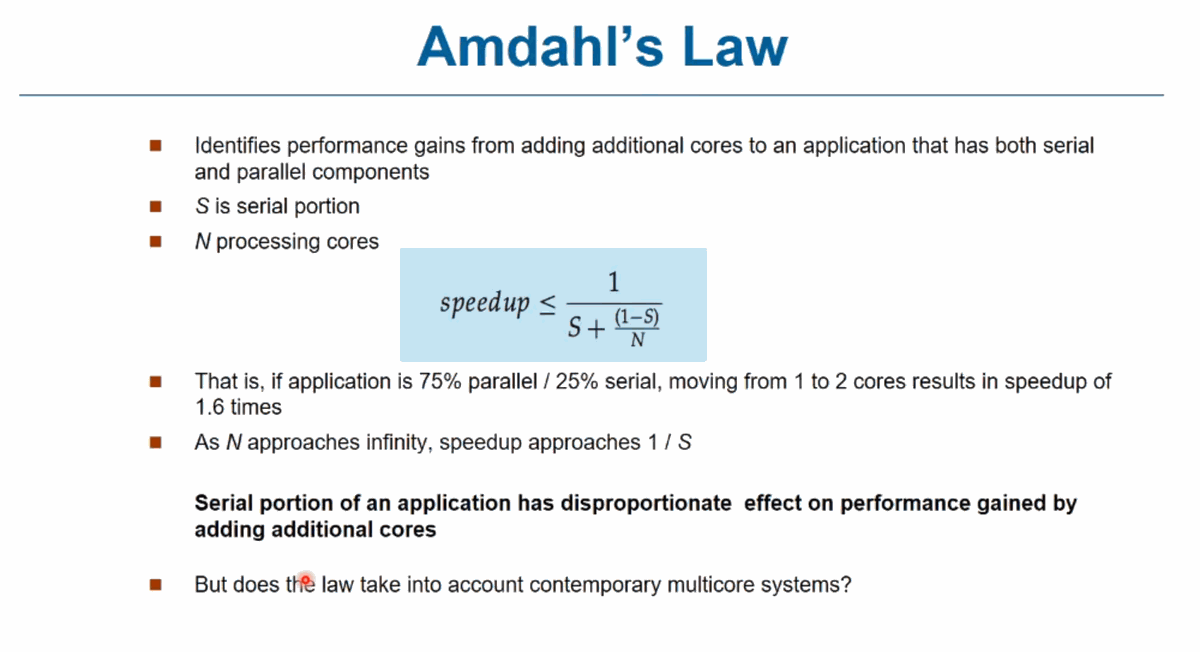 Amdahl's Law
■ Identifies performance gains from adding additional cores to an application that has both serial
and parallel components
■ S is serial portion
■ N processing cores
speedup ≤ 1 / (S + (1−S)/N)
■ That is, if application is 75% parallel / 25% serial, moving from 1 to 2 cores results in speedup of
1.6 times
■ As N approaches infinity, speedup approaches 1 / S
Serial portion of an application has disproportionate effect on performance gained by
adding additional cores
■ But does the law take into account contemporary multicore systems?